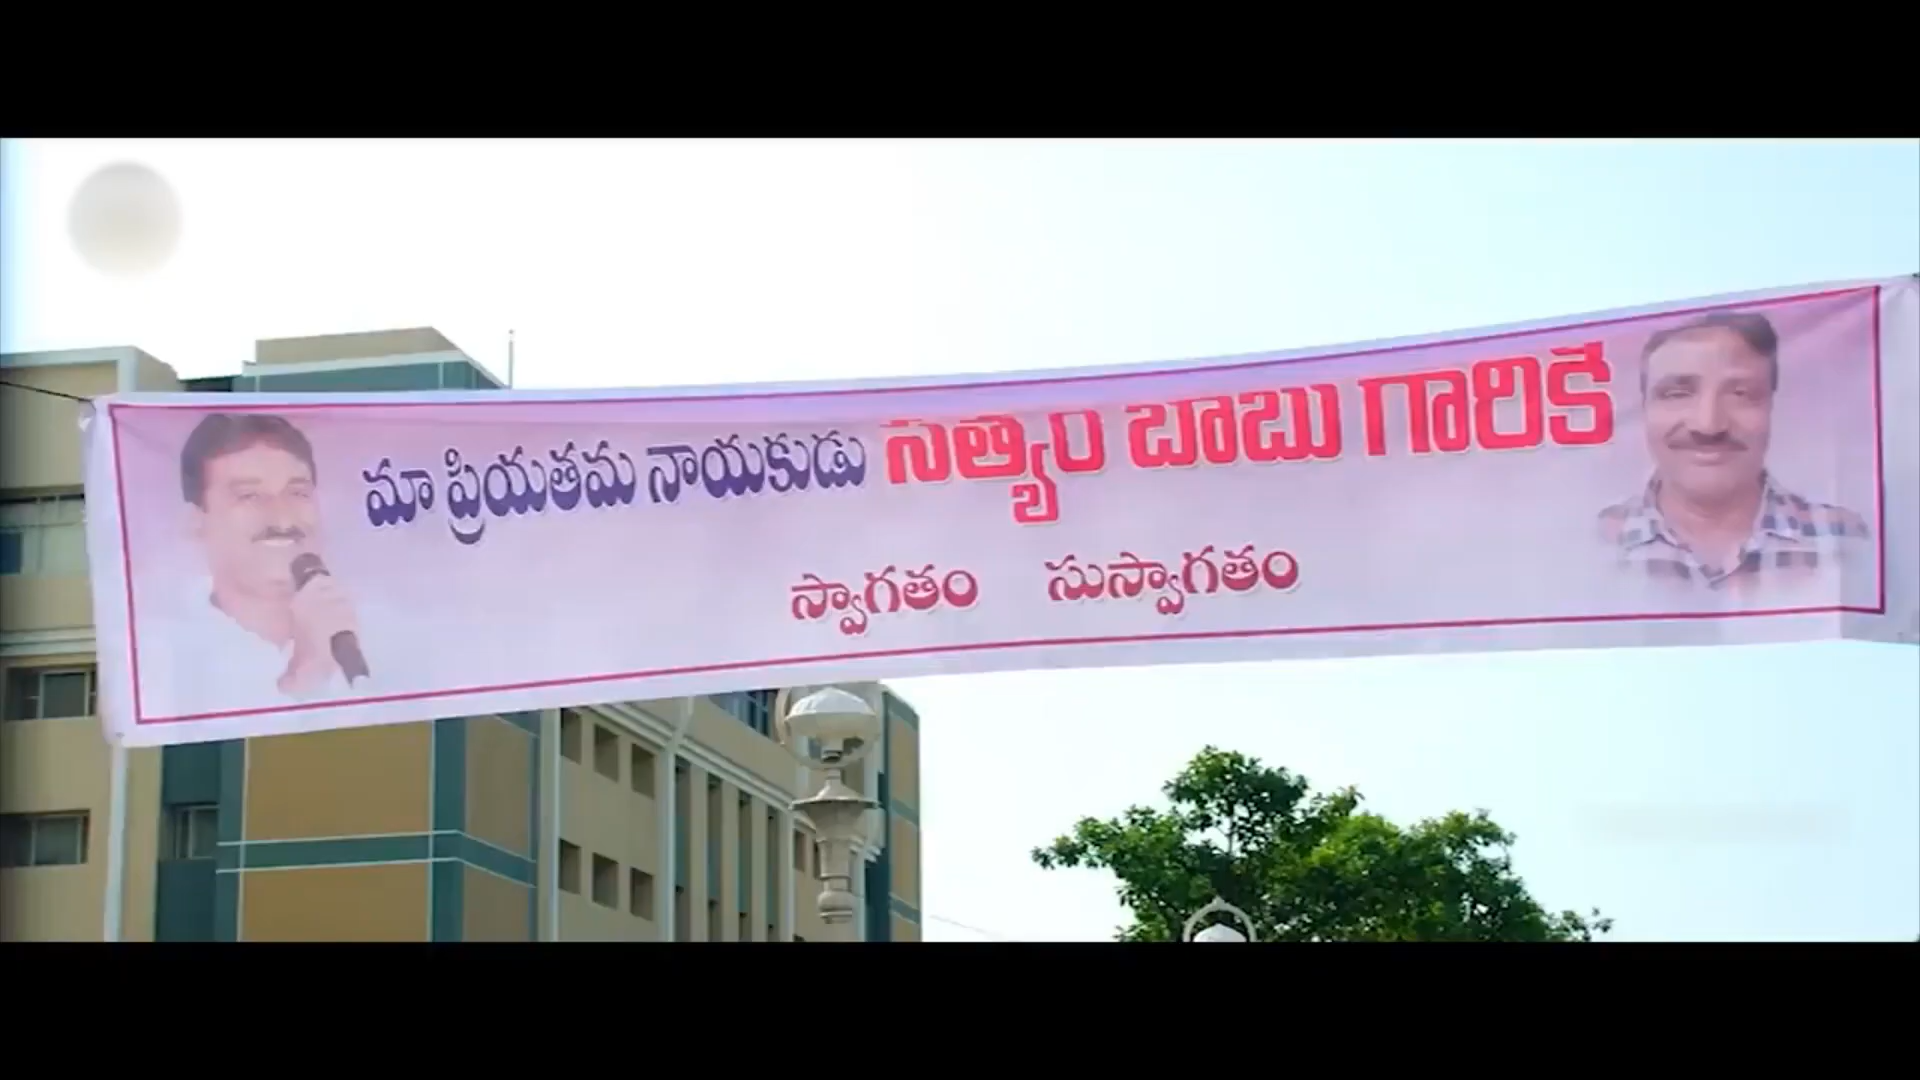 మా ప్రియతమ నాయకుడు సత్యం బాబు గారికి
స్వాగతం సుస్వాగతం